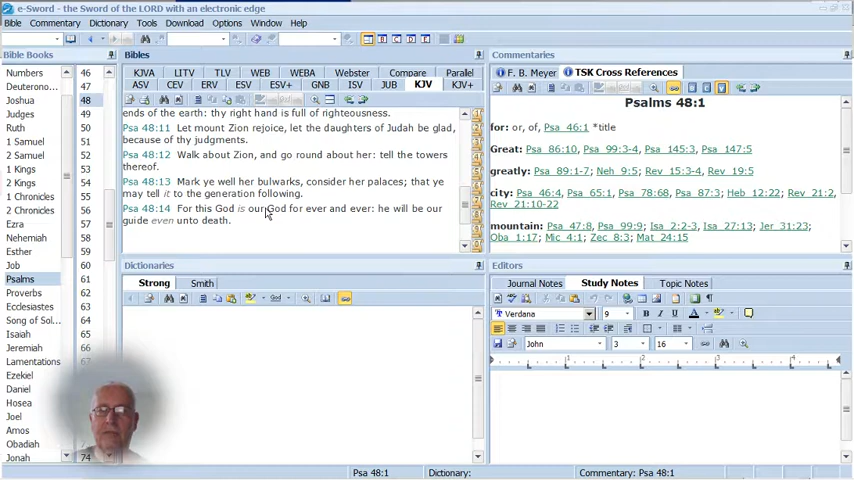 e-Sword - the Sword of the LORD with an electronic edge
Bible Commentary Dictionary Tools Download Options Window Help
B C D E
Bible Books
Numbers
Deuterono...
Joshua
Judges
Ruth
1 Samuel
2 Samuel
1 Kings
2 Kings
1 Chronicles
2 Chronicles
Ezra
Nehemiah
Esther
Job
Psalms
Proverbs
Ecclesiastes
Song of Sol...
Isaiah
Jeremiah
Lamentations
Ezekiel
Daniel
Hosea
Joel
Amos
Obadiah
Jonah
46
47
48
49
50
51
52
53
54
55
56
57
58
59
60
61
62
63
64
65
66
67
74
Bibles
KJVA LITV TLV WEB WEBA Webster Compare Parallel
ASV CEV ERV ESV ESV+ GNB ISV JUB KJV KJV+
ends of the earth: thy right hand is full of righteousness.
Psa 48:11 Let mount Zion rejoice, let the daughters of Judah be glad,
because of thy judgments.
Psa 48:12 Walk about Zion, and go round about her: tell the towers
thereof.
Psa 48:13 Mark ye well her bulwarks, consider her palaces; that ye
may tell it to the generation following.
Psa 48:14 For this God is our God for ever and ever: he will be our
guide even unto death.
Commentaries
F. B. Meyer TSK Cross References
Psalms 48:1
for: or, of, Psa 46:1 *title
Great: Psa 86:10, Psa 99:3-4, Psa 145:3, Psa 147:5
greatly: Psa 89:1-7, Neh 9:5, Rev 15:3-4, Rev 19:5
city: Psa 46:4, Psa 65:1, Psa 78:68, Psa 87:3; Heb 12:22, Rev 21:2,
Rev 21:10-22
mountain: Psa 47:8, Psa 99:9, Isa 2:2-3, Isa 27:13; Jer 31:23;
Oba 1:17; Mic 4:1; Zec 8:3; Mat 24:15
Dictionaries
Strong Smith
Editors
Journal Notes Study Notes Topic Notes
Verdana 9 B I U A
John 3 16
1 2 3 4
Psa 48:1 Dictionary: Commentary: Psa 48:1